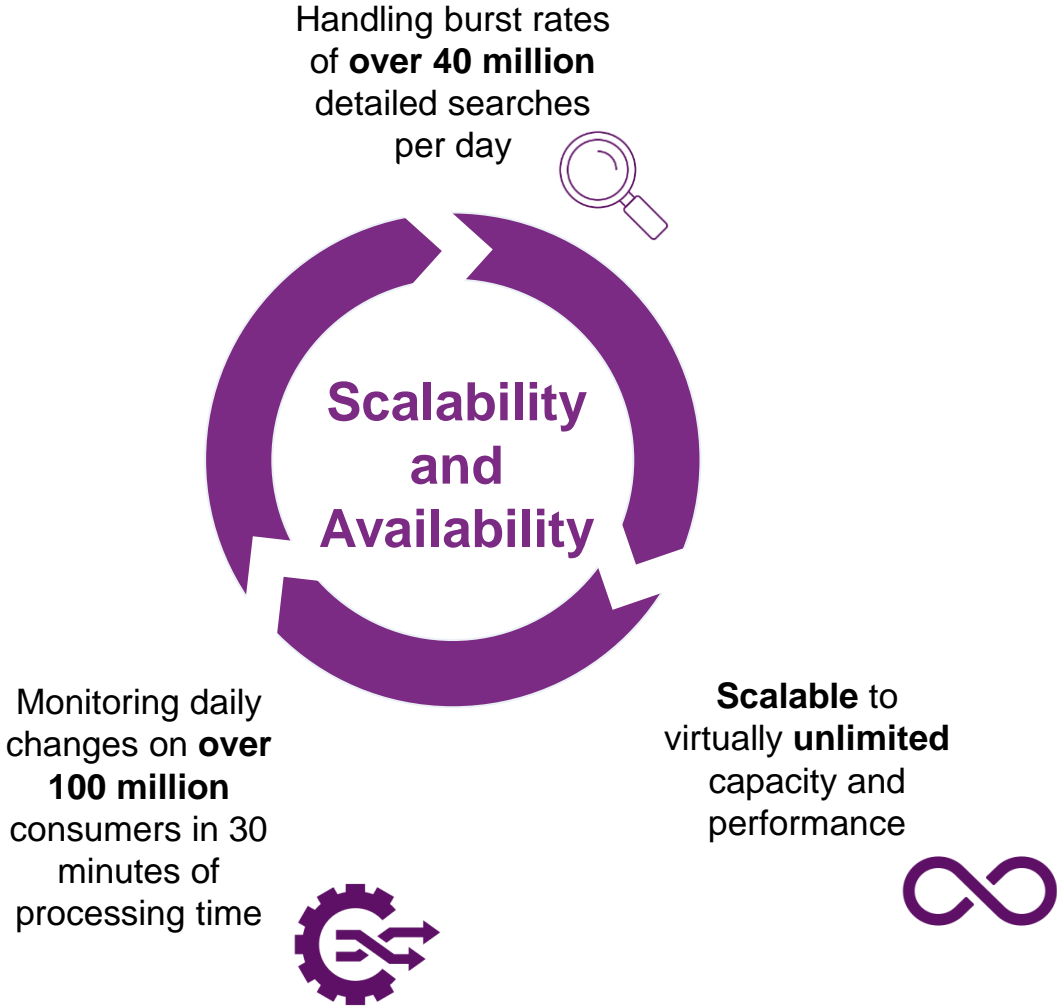 Handling burst rates
of over 40 million
detailed searches
per day
Scalability
and
Availability
Monitoring daily
changes on over
100 million
consumers in 30
minutes of
processing time
Scalable to
virtually unlimited
capacity and
performance